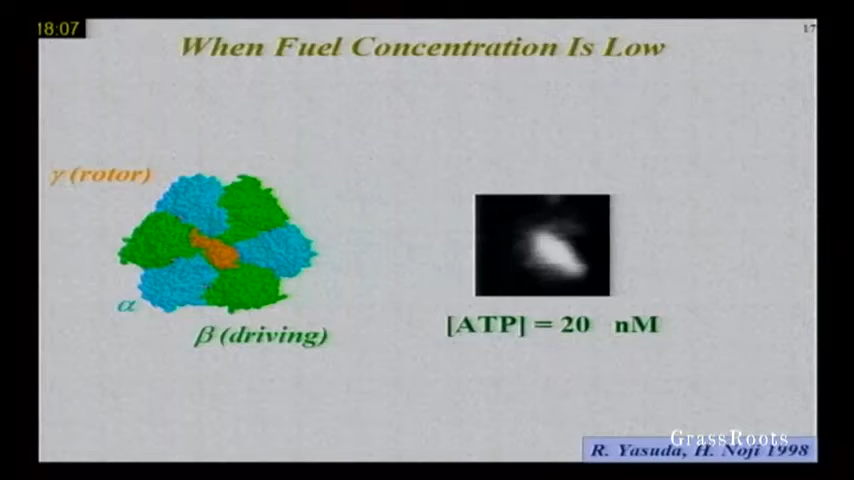 18:07
17
When Fuel Concentration Is Low
γ (rotor)
α
β (driving)
[ATP] = 20 nM
GrassRoots
R. Yasuda, H. Noji 1998